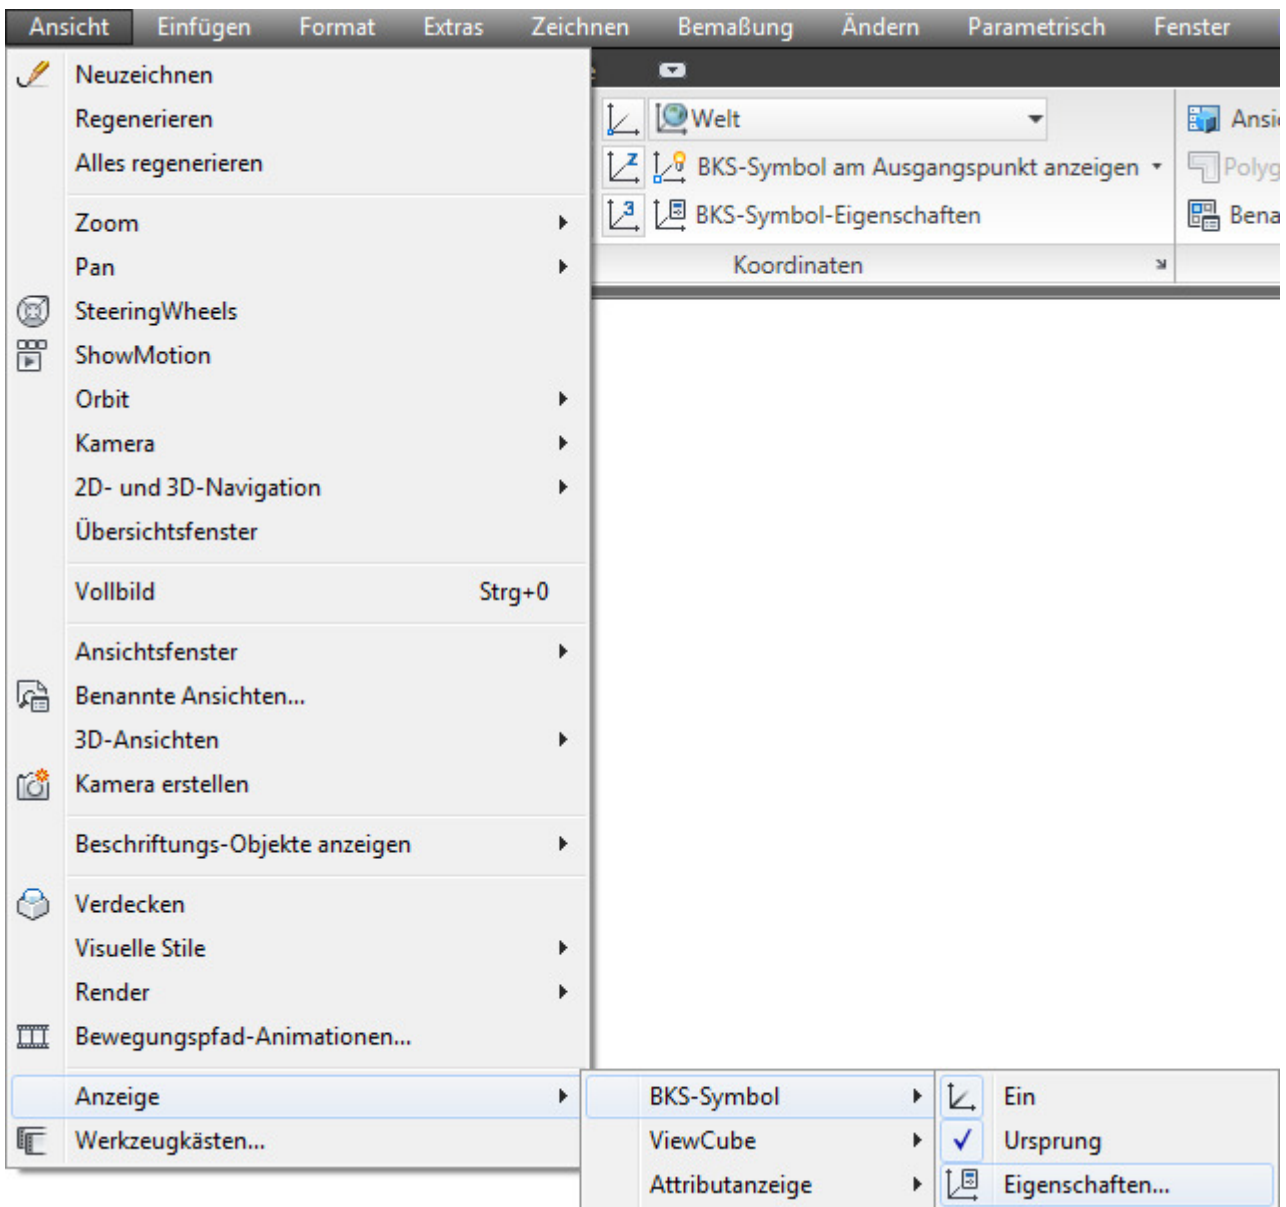 Ansicht Einfügen Format Extras Zeichnen Bemaßung Ändern Parametrisch Fenster
Neuzeichnen
Regenerieren
Alles regenerieren
Zoom
Pan
SteeringWheels
ShowMotion
Orbit
Kamera
2D- und 3D-Navigation
Übersichtsfenster
Vollbild Strg+0
Ansichtsfenster
Benannte Ansichten...
3D-Ansichten
Kamera erstellen
Beschriftungs-Objekte anzeigen
Verdecken
Visuelle Stile
Render
Bewegungspfad-Animationen...
Anzeige
Werkzeugkästen...
Welt
BKS-Symbol am Ausgangspunkt anzeigen
BKS-Symbol-Eigenschaften
Koordinaten
Ansi
Polyg
Bena
BKS-Symbol
ViewCube
Attributanzeige
Ein
Ursprung
Eigenschaften...